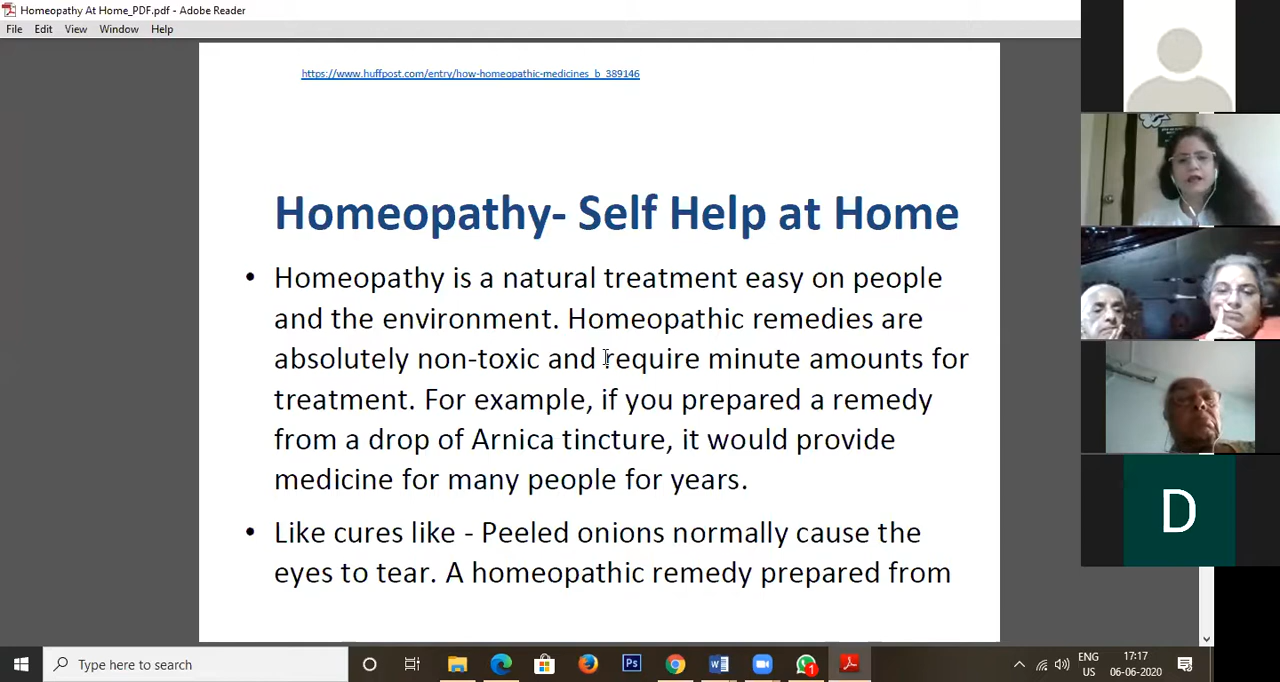 Homeopathy At Home_PDF.pdf - Adobe Reader
File Edit View Window Help
https://www.huffpost.com/entry/how-homeopathic-medicines_b_389146
Homeopathy- Self Help at Home
• Homeopathy is a natural treatment easy on people
and the environment. Homeopathic remedies are
absolutely non-toxic and require minute amounts for
treatment. For example, if you prepared a remedy
from a drop of Arnica tincture, it would provide
medicine for many people for years.
• Like cures like - Peeled onions normally cause the
eyes to tear. A homeopathic remedy prepared from
D
Type here to search
Ps
W
1
ENG
US
17:17
06-06-2020